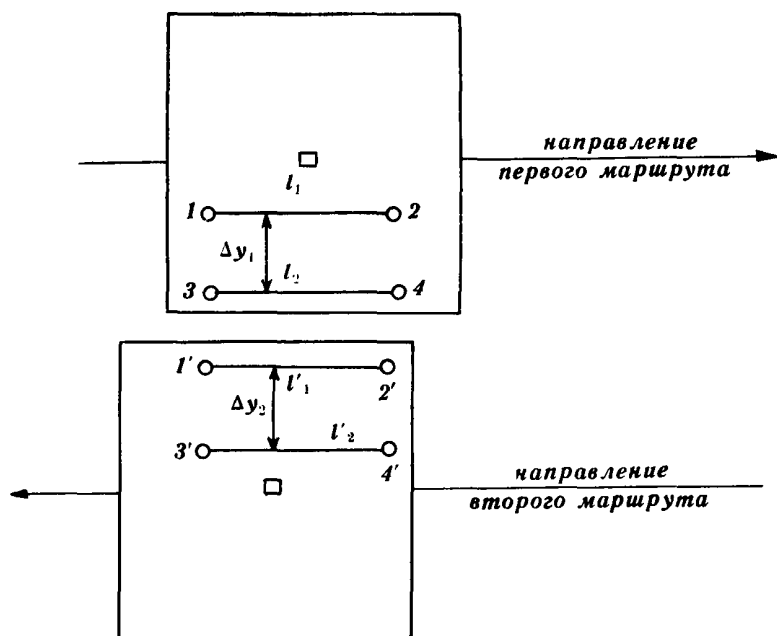 направление
первого маршрута
l₁
1 2
Δy₁
l₂
3 4
1' 2'
l'₁
Δy₂
l'₂
3' 4'
направление
второго маршрута